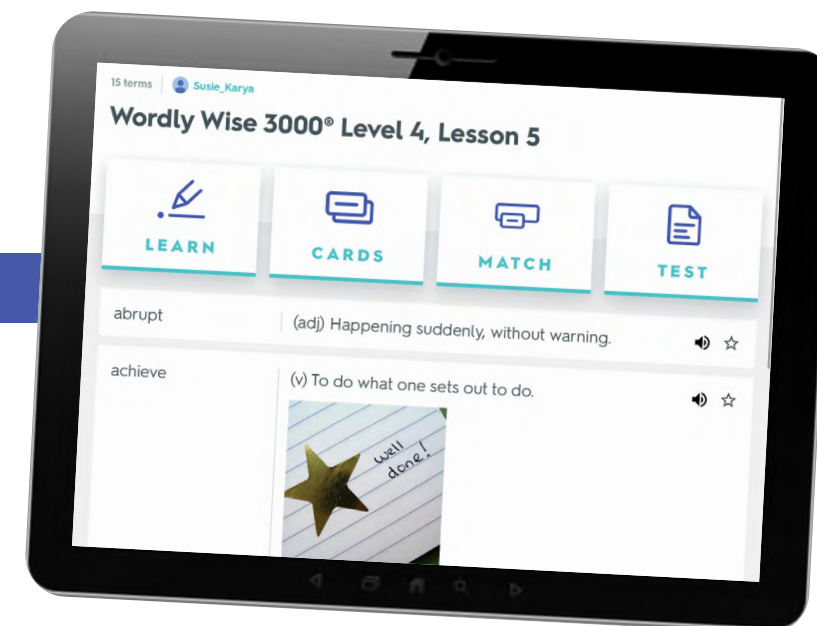 15 terms Susie_Karya
Wordly Wise 3000® Level 4, Lesson 5
LEARN CARDS MATCH TEST
abrupt (adj) Happening suddenly, without warning.
achieve (v) To do what one sets out to do.
well
done!